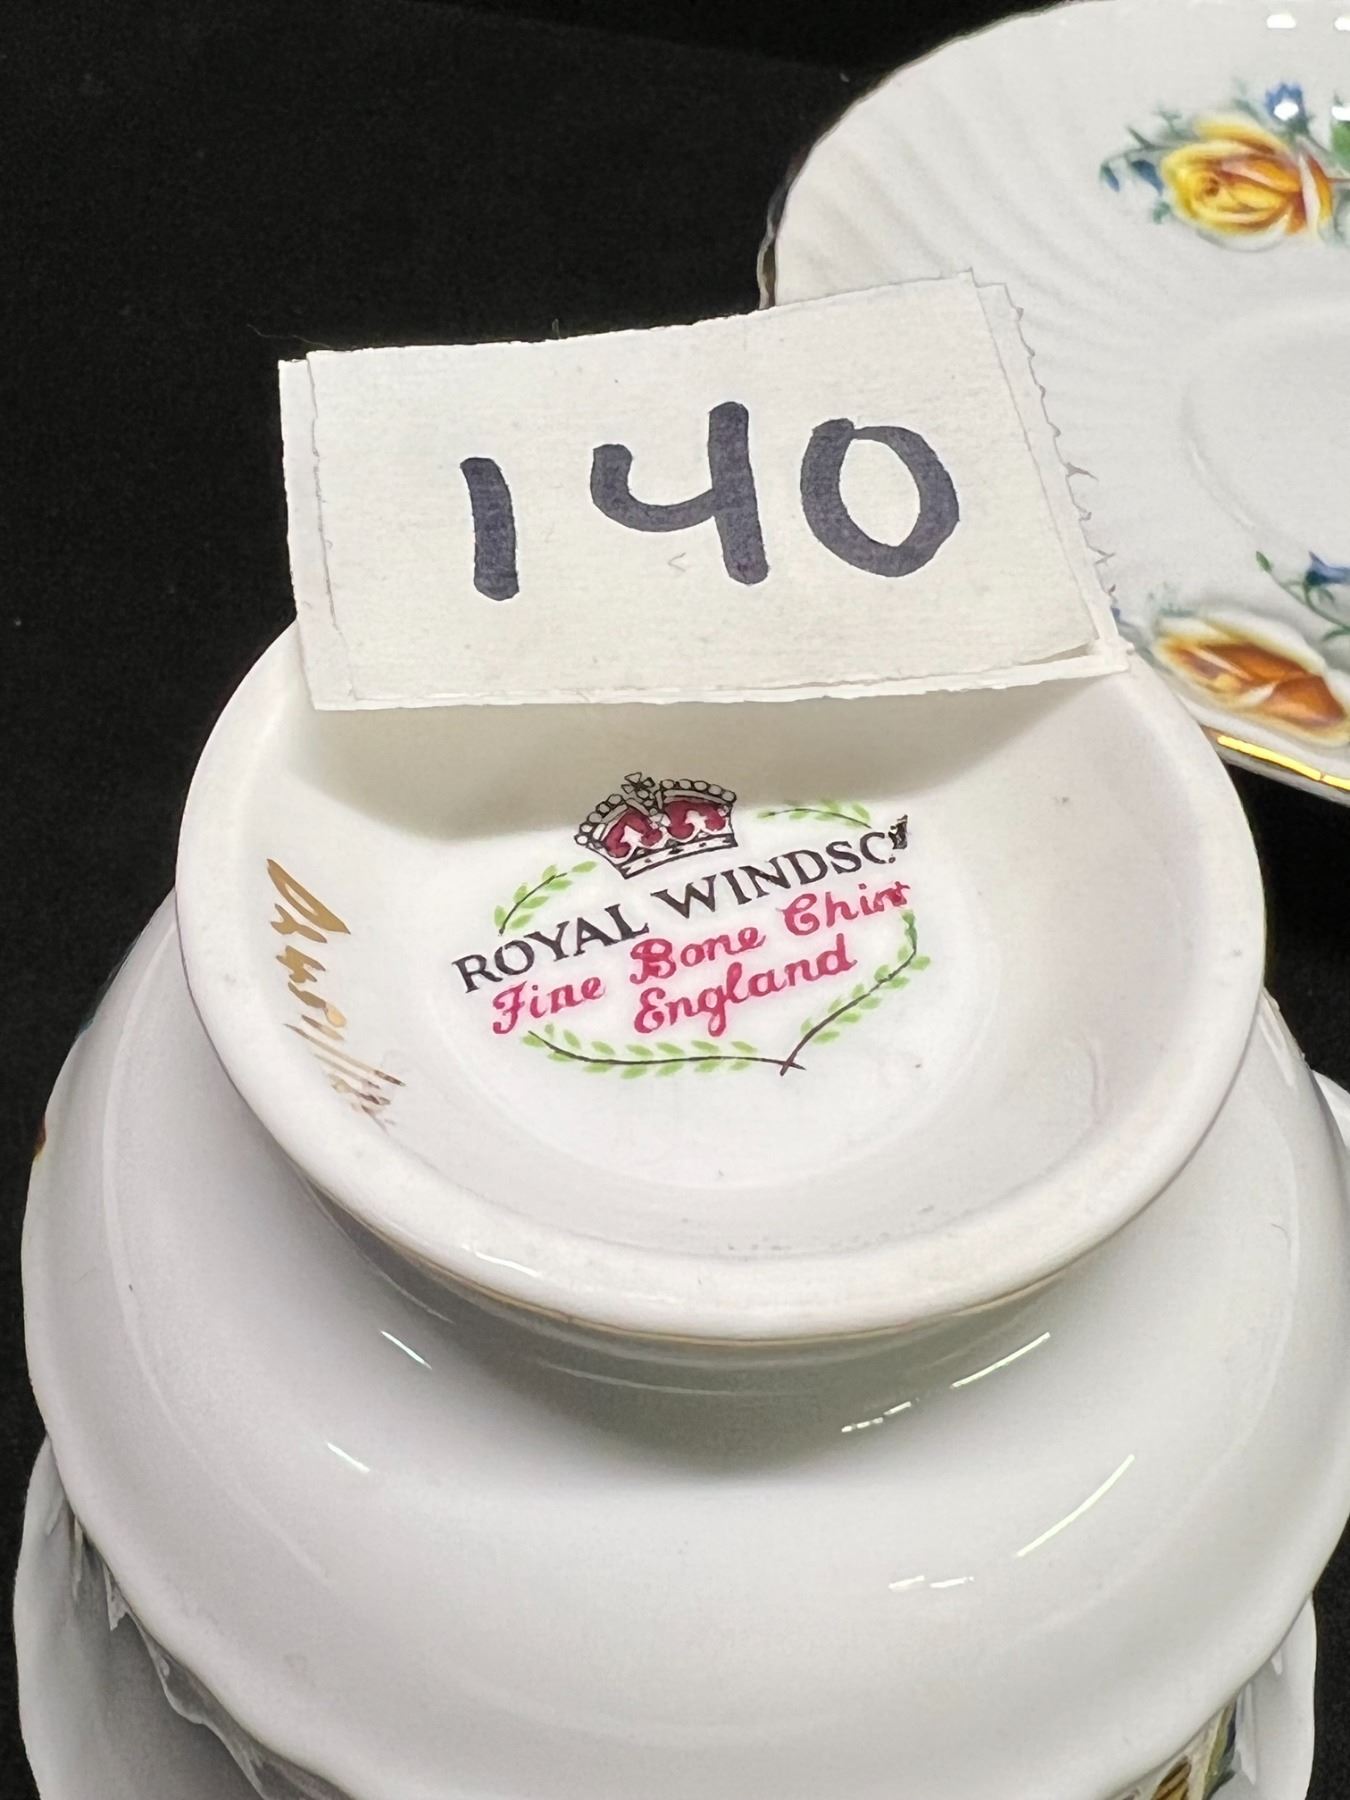 140
ROYAL WINDSOR
Fine Bone China
England